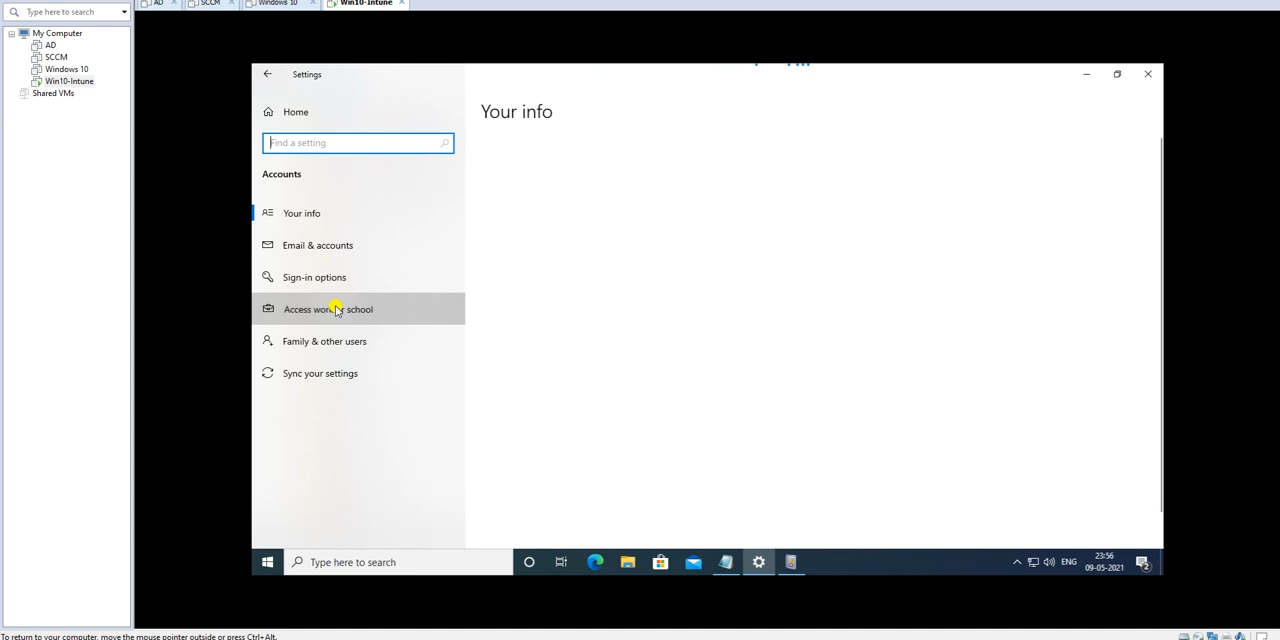 AD
SCCM
Windows 10
Win10-Intune
Type here to search
My Computer
AD
SCCM
Windows 10
Win10-Intune
Shared VMs
Settings
Home
Find a setting
Accounts
Your info
Email & accounts
Sign-in options
Access work or school
Family & other users
Sync your settings
Your info
Type here to search
ENG
23:56
09-05-2021
2
To return to your computer, move the mouse pointer outside or press Ctrl+Alt.